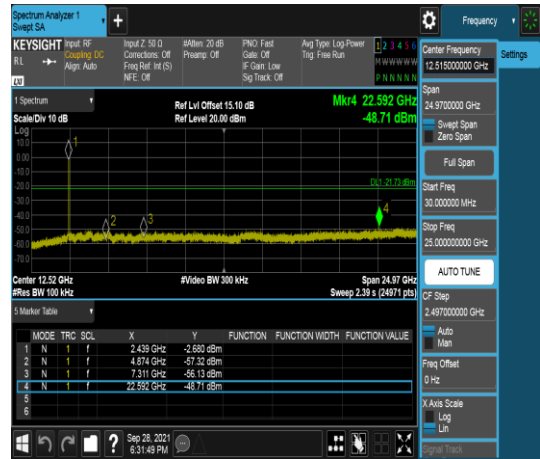 Spectrum Analyzer 1
Swept SA
+
Frequency
KEYSIGHT
RL
LXI
Input: RF
Coupling: DC
Align: Auto
Input Z: 50 Ω
Corrections: Off
Freq Ref: Int (S)
NFE: Off
#Atten: 20 dB
Preamp: Off
PNO: Fast
Gate: Off
IF Gain: Low
Sig Track: Off
Avg Type: Log-Power
Trig: Free Run
1 2 3 4 5 6
M W W W W W
P N N N N N
Center Frequency
12.515000000 GHz
Settings
Span
24.9700000 GHz
Swept Span
Zero Span
Full Span
Start Freq
30.000000 MHz
Stop Freq
25.000000000 GHz
AUTO TUNE
CF Step
2.497000000 GHz
Auto
Man
Freq Offset
0 Hz
X Axis Scale
Log
Lin
Signal Track
1 Spectrum
Scale/Div 10 dB
Ref Lvl Offset 15.10 dB
Ref Level 20.00 dBm
Mkr4 22.592 GHz
-48.71 dBm
Log
10.0
0.00
-10.0
-20.0
-30.0
-40.0
-50.0
-60.0
-70.0
1
2
3
4
DL1 -21.73 dBm
Center 12.52 GHz
#Res BW 100 kHz
#Video BW 300 kHz
Span 24.97 GHz
Sweep 2.39 s (24971 pts)
5 Marker Table
MODE TRC SCL X Y FUNCTION FUNCTION WIDTH FUNCTION VALUE
1 N 1 f 2.439 GHz -2.680 dBm
2 N 1 f 4.874 GHz -57.32 dBm
3 N 1 f 7.311 GHz -56.13 dBm
4 N 1 f 22.592 GHz -48.71 dBm
5
6
?
Sep 28, 2021
6:31:49 PM